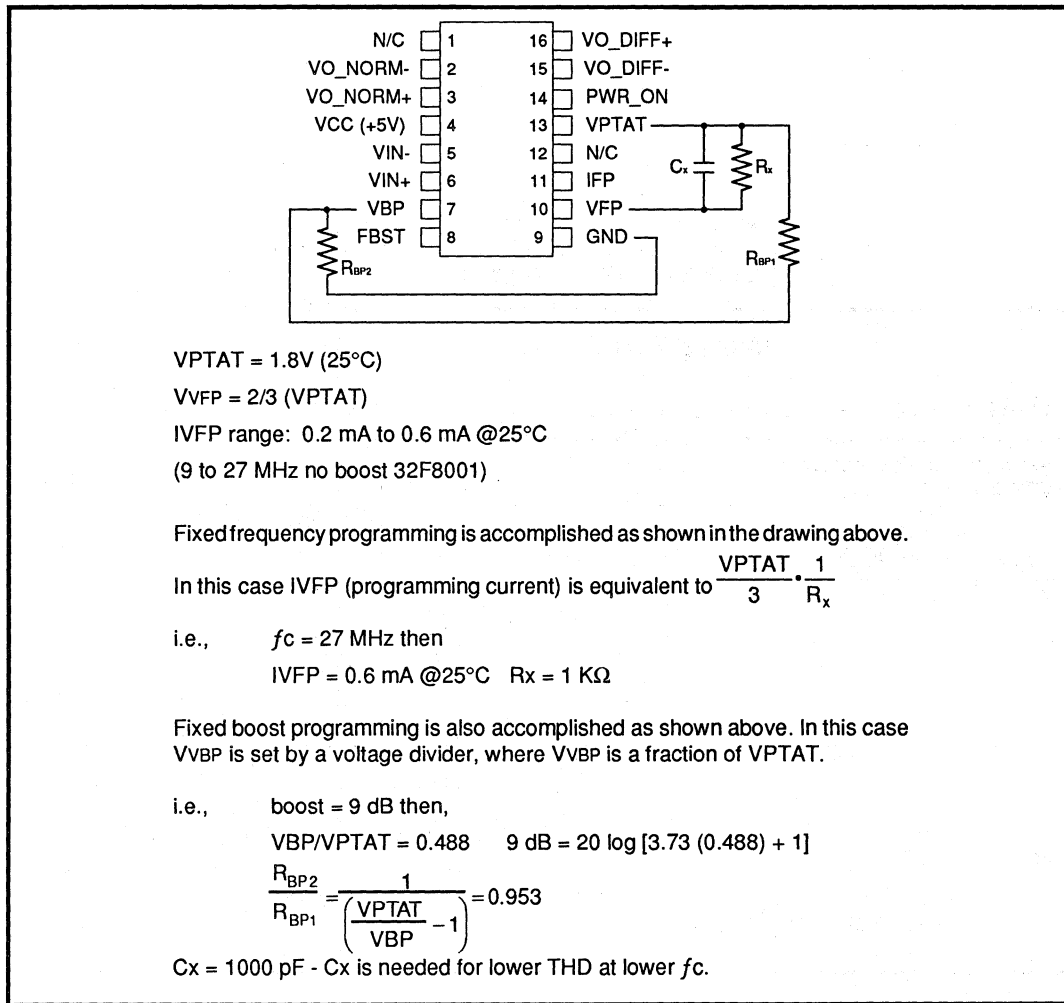 N/C 1 16 VO_DIFF+
VO_NORM- 2 15 VO_DIFF-
VO_NORM+ 3 14 PWR_ON
VCC (+5V) 4 13 VPTAT
VIN- 5 12 N/C
VIN+ 6 11 IFP
VBP 7 10 VFP
FBST 8 9 GND
Cx Rx
RBP2
RBP1
VPTAT = 1.8V (25°C)
VVFP = 2/3 (VPTAT)
IVFP range: 0.2 mA to 0.6 mA @25°C
(9 to 27 MHz no boost 32F8001)
Fixed frequency programming is accomplished as shown in the drawing above.
In this case IVFP (programming current) is equivalent to VPTAT/3 • 1/Rx
i.e., fc = 27 MHz then
IVFP = 0.6 mA @25°C Rx = 1 KΩ
Fixed boost programming is also accomplished as shown above. In this case
VVBP is set by a voltage divider, where VVBP is a fraction of VPTAT.
i.e., boost = 9 dB then,
VBP/VPTAT = 0.488 9 dB = 20 log [3.73 (0.488) + 1]
RBP2/RBP1 = 1/(VPTAT/VBP - 1) = 0.953
Cx = 1000 pF - Cx is needed for lower THD at lower fc.